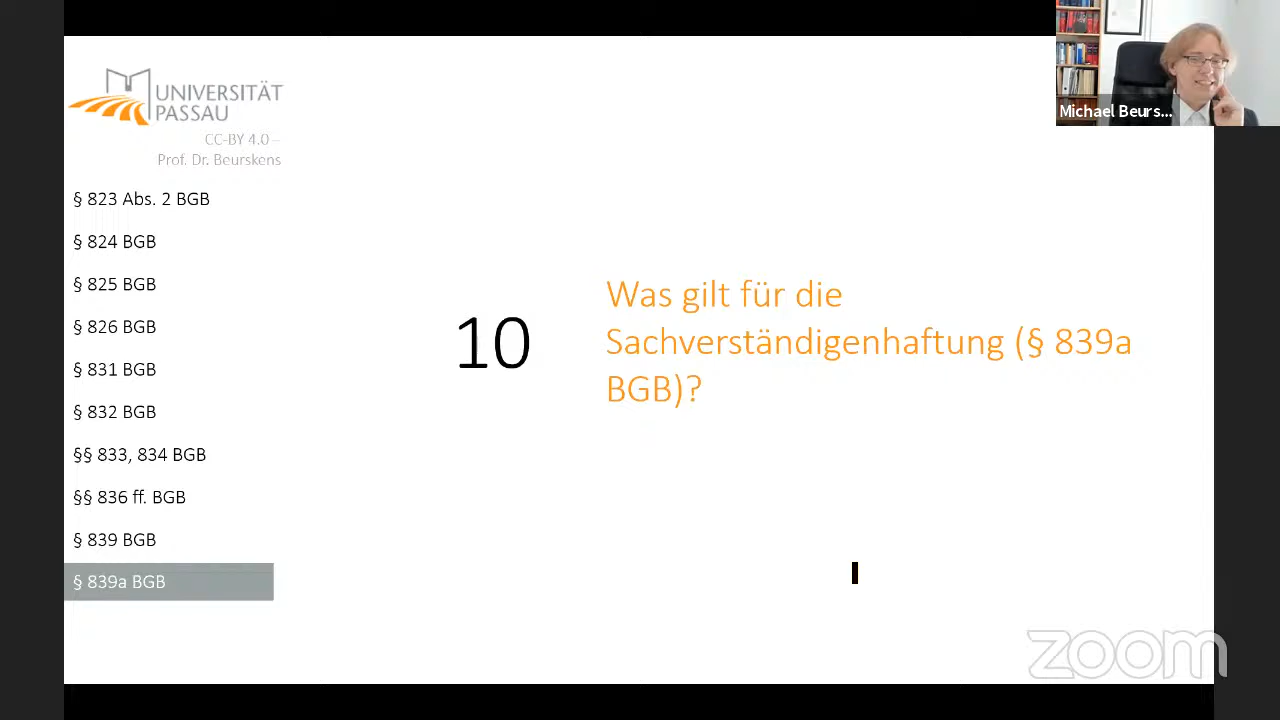 Michael Beurs...
UNIVERSITÄT
PASSAU
CC-BY 4.0 –
Prof. Dr. Beurskens
§ 823 Abs. 2 BGB
§ 824 BGB
§ 825 BGB
§ 826 BGB
§ 831 BGB
§ 832 BGB
§§ 833, 834 BGB
§§ 836 ff. BGB
§ 839 BGB
§ 839a BGB
10
Was gilt für die
Sachverständigenhaftung (§ 839a
BGB)?
zoom